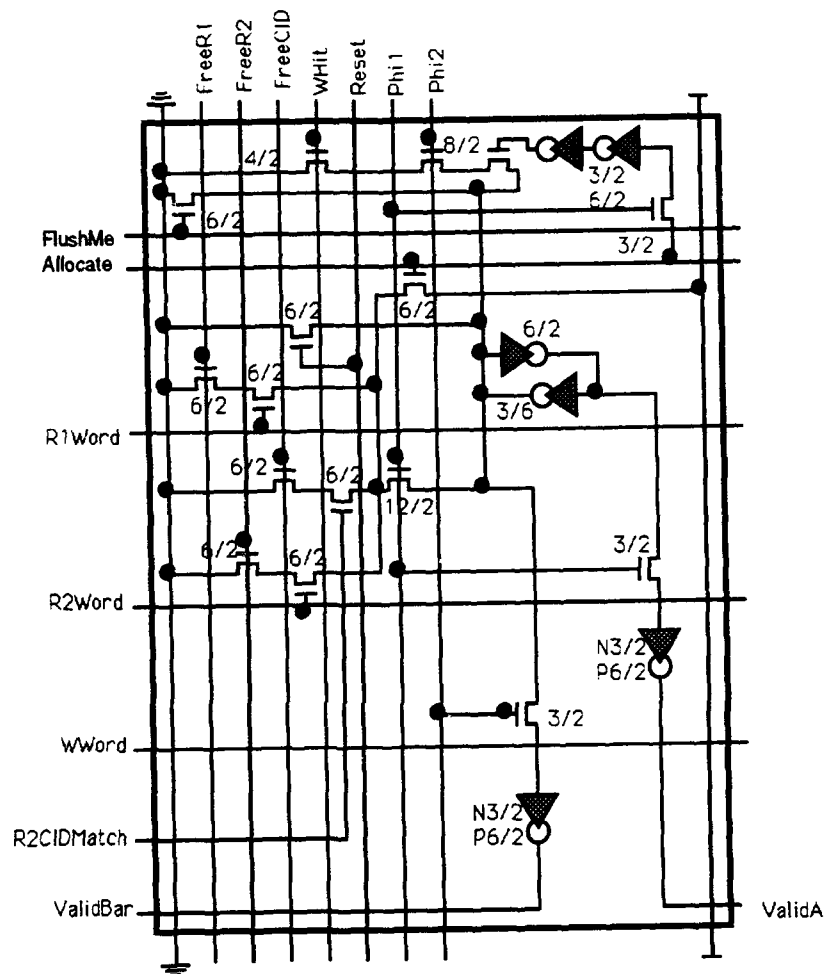 FreeR1
FreeR2
FreeCID
WHit
Reset
Phi1
Phi2
4/2
8/2
3/2
6/2
6/2
FlushMe
3/2
Allocate
6/2
6/2
6/2
6/2
6/2
3/6
R1Word
6/2
6/2
12/2
6/2
6/2
3/2
R2Word
N3/2
P6/2
3/2
WWord
N3/2
P6/2
R2CIDMatch
ValidBar
ValidA